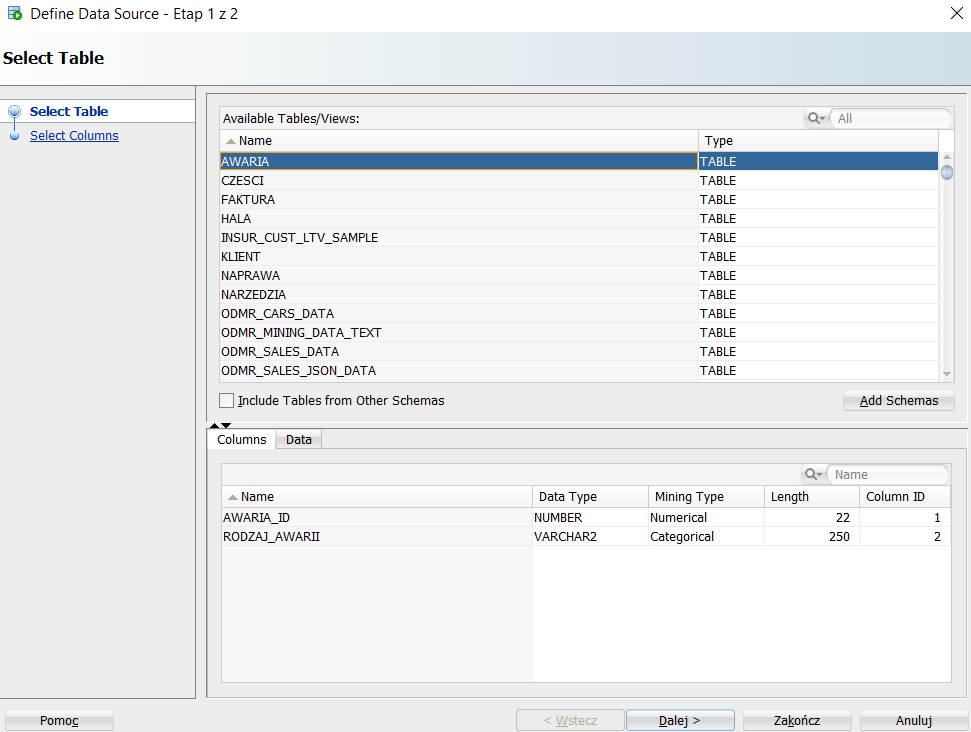 Define Data Source - Etap 1 z 2
Select Table
Select Table
Select Columns
Available Tables/Views:
All
Name Type
AWARIA TABLE
CZESCI TABLE
FAKTURA TABLE
HALA TABLE
INSUR_CUST_LTV_SAMPLE TABLE
KLIENT TABLE
NAPRAWA TABLE
NARZEDZIA TABLE
ODMR_CARS_DATA TABLE
ODMR_MINING_DATA_TEXT TABLE
ODMR_SALES_DATA TABLE
ODMR_SALES_JSON_DATA TABLE
Include Tables from Other Schemas Add Schemas
Columns Data
Name
Name Data Type Mining Type Length Column ID
AWARIA_ID NUMBER Numerical 22 1
RODZAJ_AWARII VARCHAR2 Categorical 250 2
Pomoc < Wstecz Dalej > Zakończ Anuluj